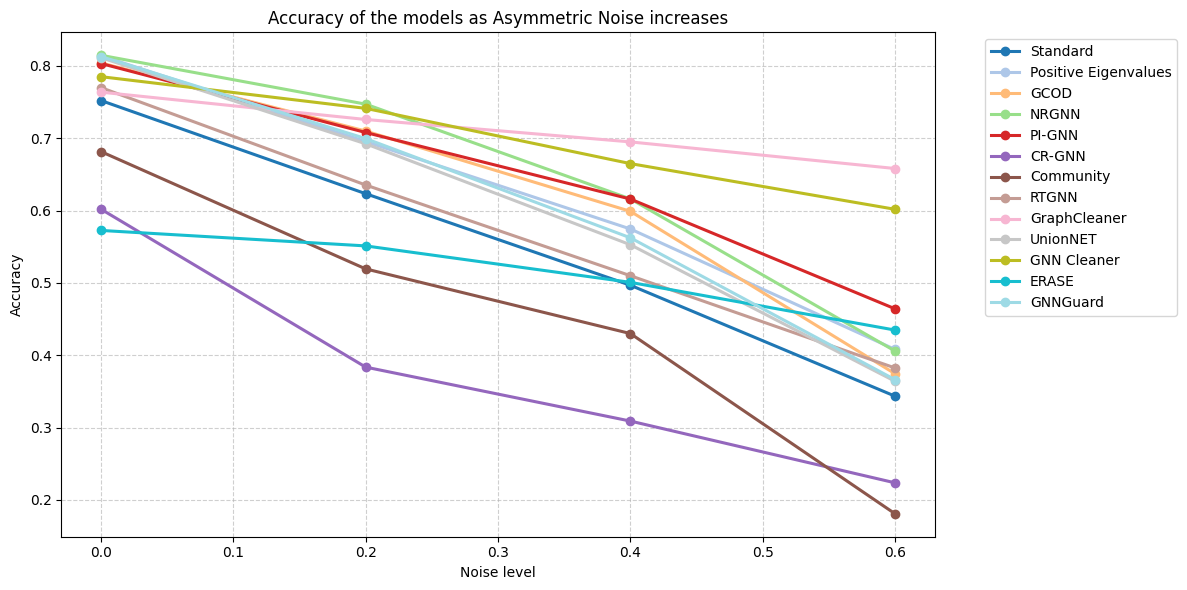 Accuracy of the models as Asymmetric Noise increases
Accuracy
0.8
0.7
0.6
0.5
0.4
0.3
0.2
0.0
0.1
0.2
0.3
0.4
0.5
0.6
Noise level
Standard
Positive Eigenvalues
GCOD
NRGNN
PI-GNN
CR-GNN
Community
RTGNN
GraphCleaner
UnionNET
GNN Cleaner
ERASE
GNNGuard